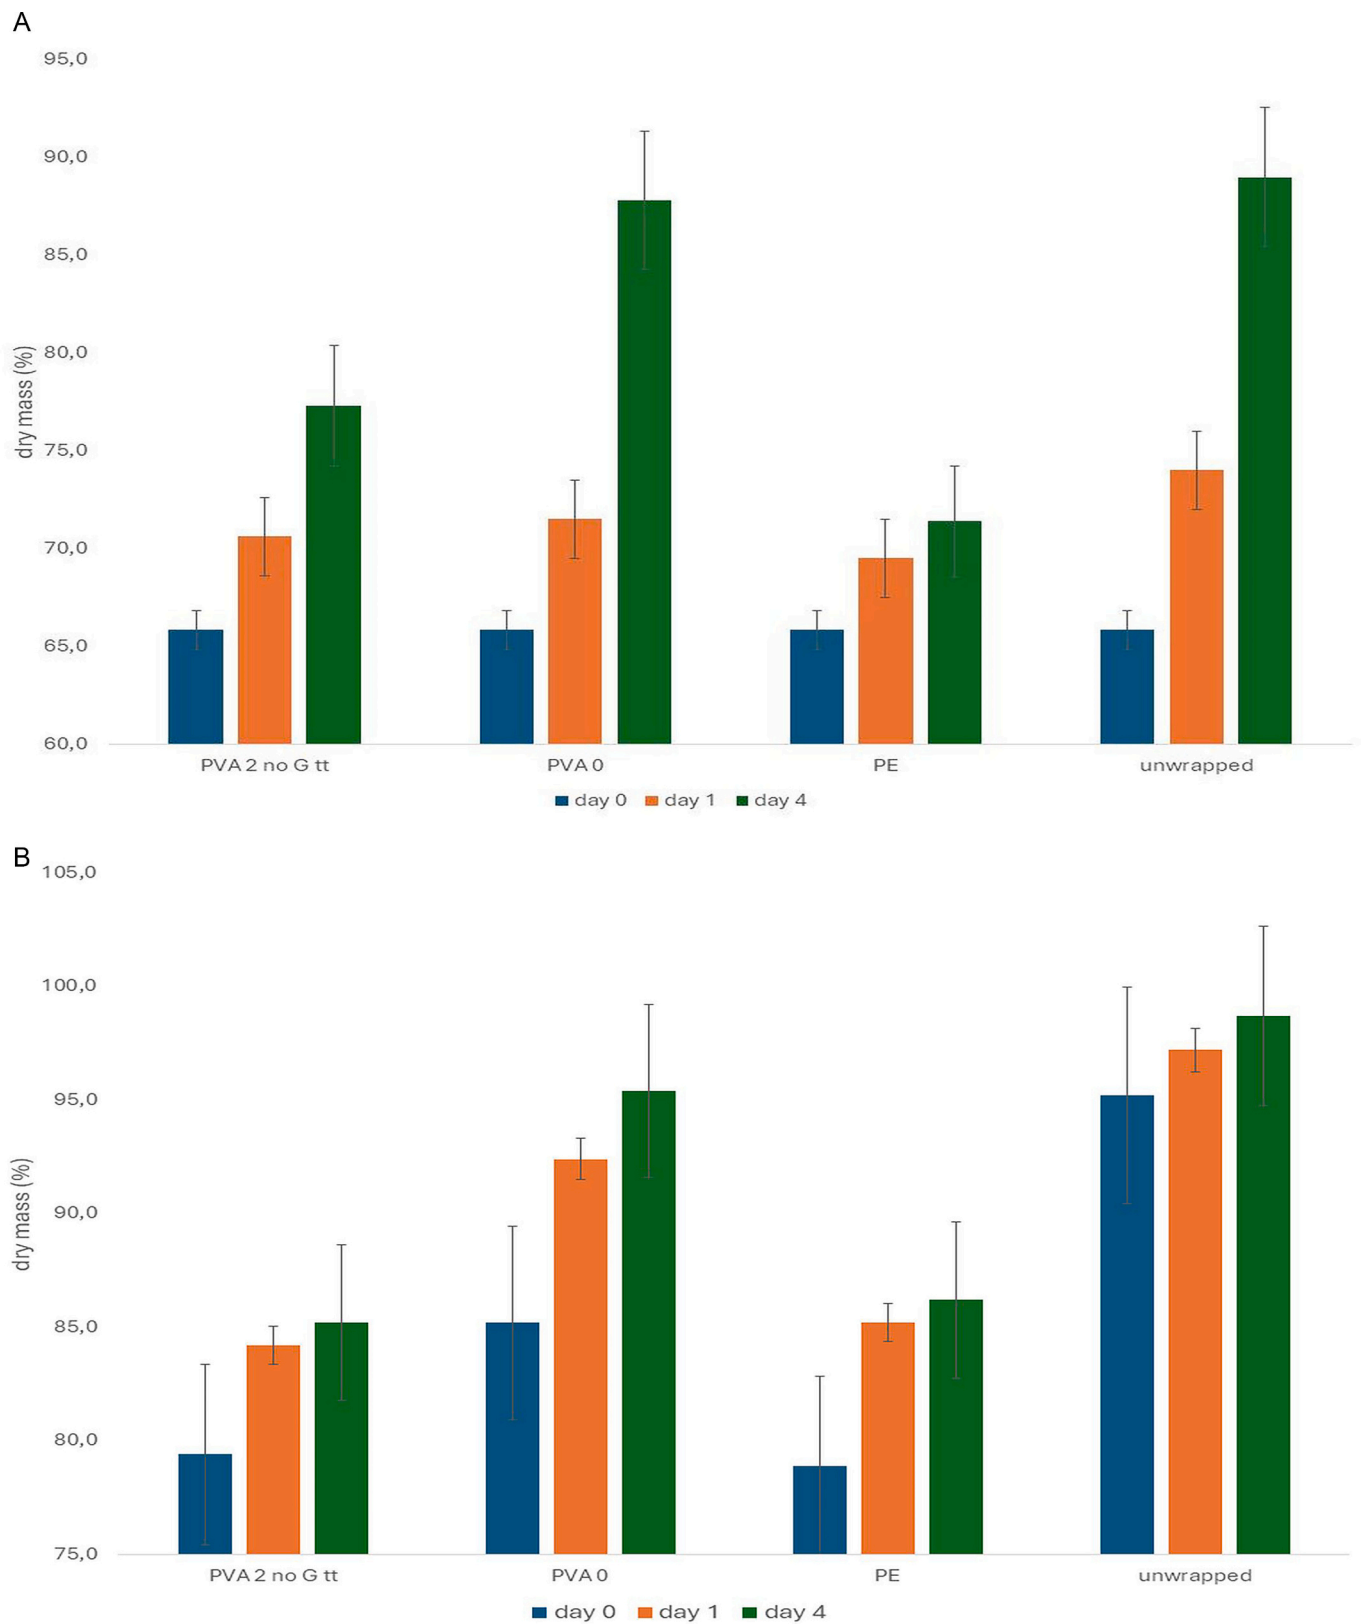 A
95,0
90,0
85,0
80,0
75,0
70,0
65,0
60,0
dry mass (%)
PVA 2 no G tt PVA 0 PE unwrapped
day 0 day 1 day 4
B
105,0
100,0
95,0
90,0
85,0
80,0
75,0
dry mass (%)
PVA 2 no G tt PVA 0 PE unwrapped
day 0 day 1 day 4